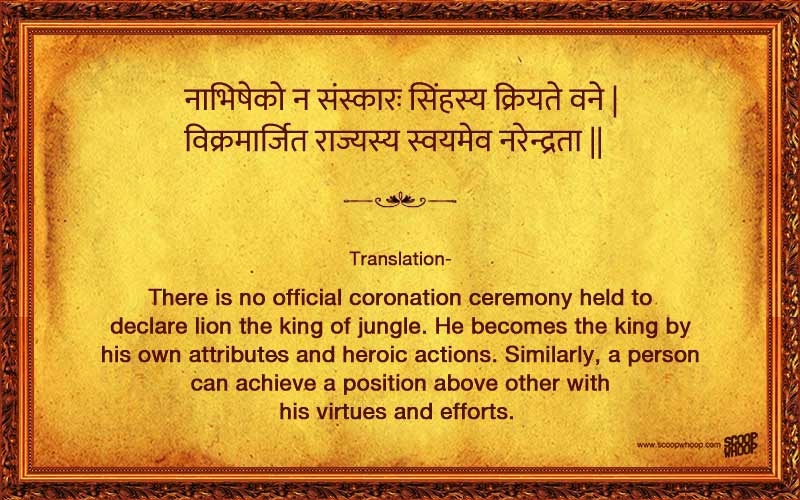 नाभिषेको न संस्कारः सिंहस्य क्रियते वने |
विक्रमार्जित राज्यस्य स्वयमेव नरेन्द्रता ||
Translation-
There is no official coronation ceremony held to
declare lion the king of jungle. He becomes the king by
his own attributes and heroic actions. Similarly, a person
can achieve a position above other with
his virtues and efforts.
www.scoopwhoop.com
SCOOP
WHOOP